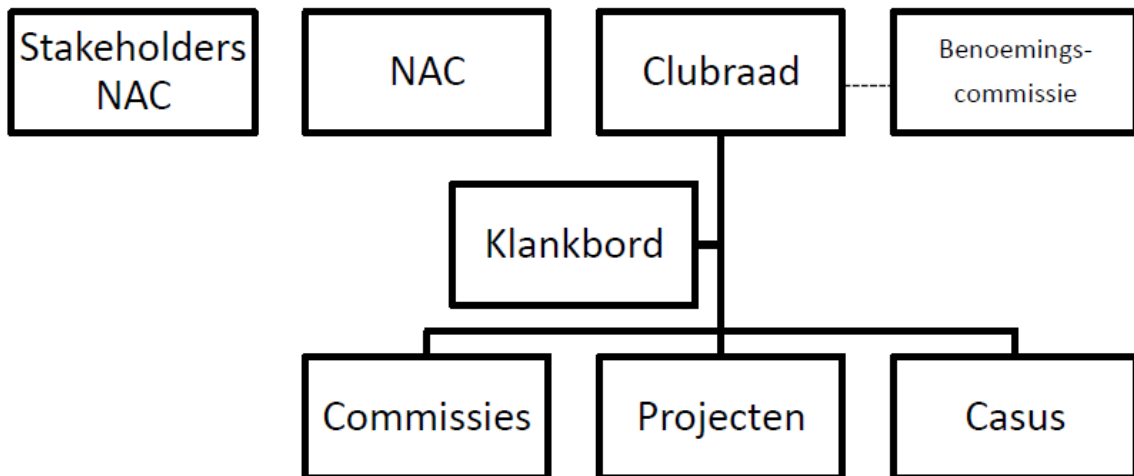 Stakeholders
NAC
NAC
Clubraad
Benoemings-
commissie
Klankbord
Commissies
Projecten
Casus